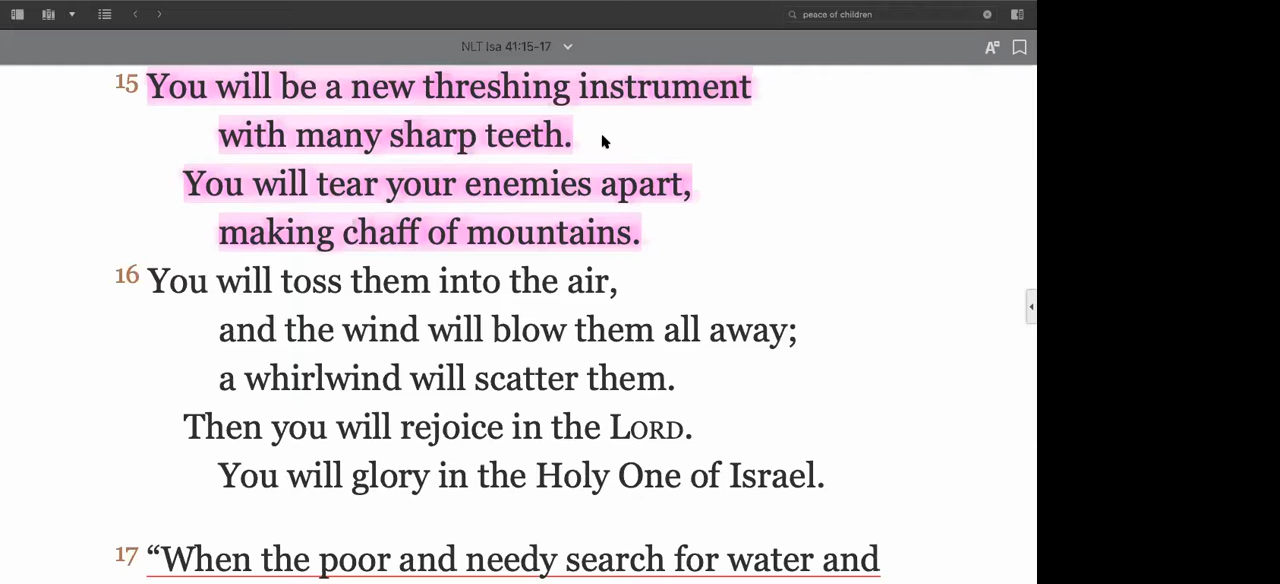 peace of children
NLT Isa 41:15-17
15 You will be a new threshing instrument
with many sharp teeth.
You will tear your enemies apart,
making chaff of mountains.
16 You will toss them into the air,
and the wind will blow them all away;
a whirlwind will scatter them.
Then you will rejoice in the LORD.
You will glory in the Holy One of Israel.
17 “When the poor and needy search for water and